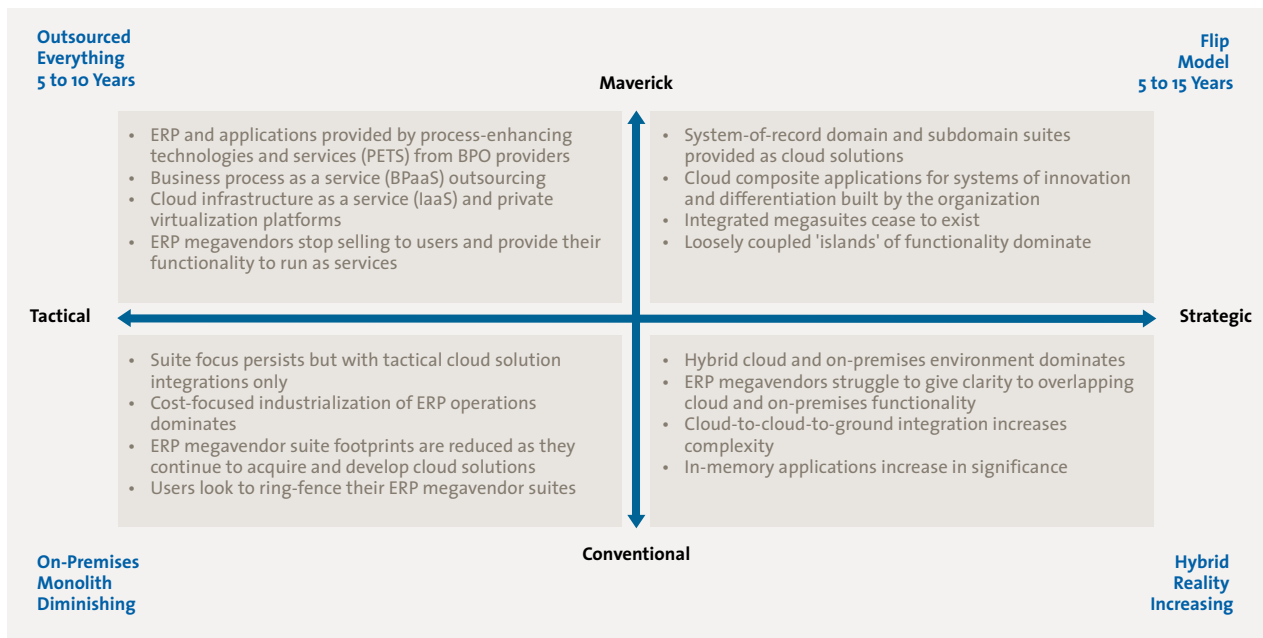 Outsourced
Everything
5 to 10 Years
Flip
Model
5 to 15 Years
Maverick
• ERP and applications provided by process-enhancing
technologies and services (PETS) from BPO providers
• Business process as a service (BPaaS) outsourcing
• Cloud infrastructure as a service (IaaS) and private
virtualization platforms
• ERP megavendors stop selling to users and provide their
functionality to run as services
• System-of-record domain and subdomain suites
provided as cloud solutions
• Cloud composite applications for systems of innovation
and differentiation built by the organization
• Integrated megasuites cease to exist
• Loosely coupled 'islands' of functionality dominate
Tactical
Strategic
• Suite focus persists but with tactical cloud solution
integrations only
• Cost-focused industrialization of ERP operations
dominates
• ERP megavendor suite footprints are reduced as they
continue to acquire and develop cloud solutions
• Users look to ring-fence their ERP megavendor suites
• Hybrid cloud and on-premises environment dominates
• ERP megavendors struggle to give clarity to overlapping
cloud and on-premises functionality
• Cloud-to-cloud-to-ground integration increases
complexity
• In-memory applications increase in significance
Conventional
On-Premises
Monolith
Diminishing
Hybrid
Reality
Increasing